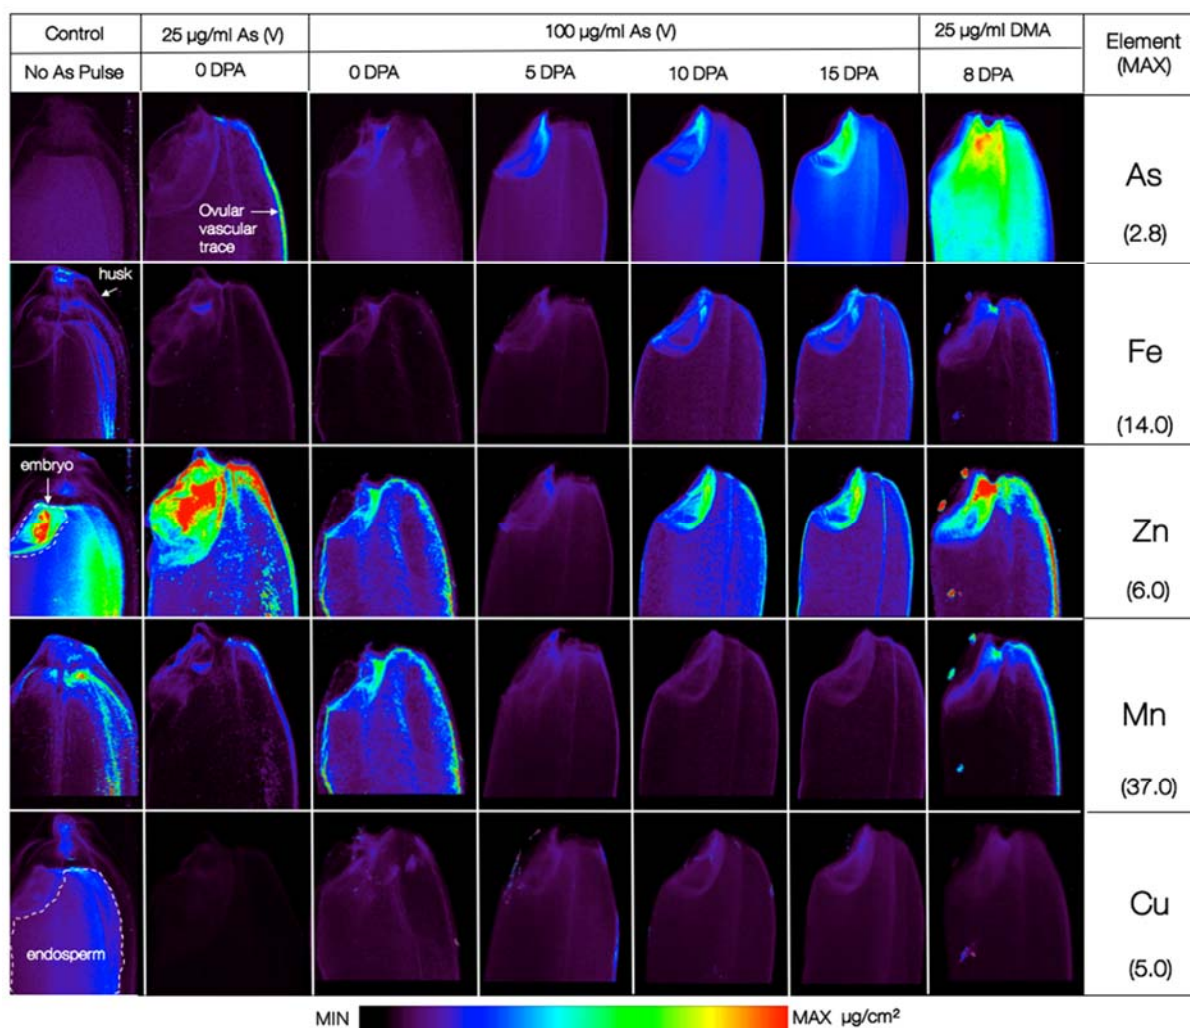 Control 25 µg/ml As (V) 100 µg/ml As (V) 25 µg/ml DMA Element
(MAX)
No As Pulse 0 DPA 0 DPA 5 DPA 10 DPA 15 DPA 8 DPA
Ovular
vascular
trace
As
(2.8)
husk
Fe
(14.0)
embryo
Zn
(6.0)
Mn
(37.0)
endosperm
Cu
(5.0)
MIN MAX µg/cm²